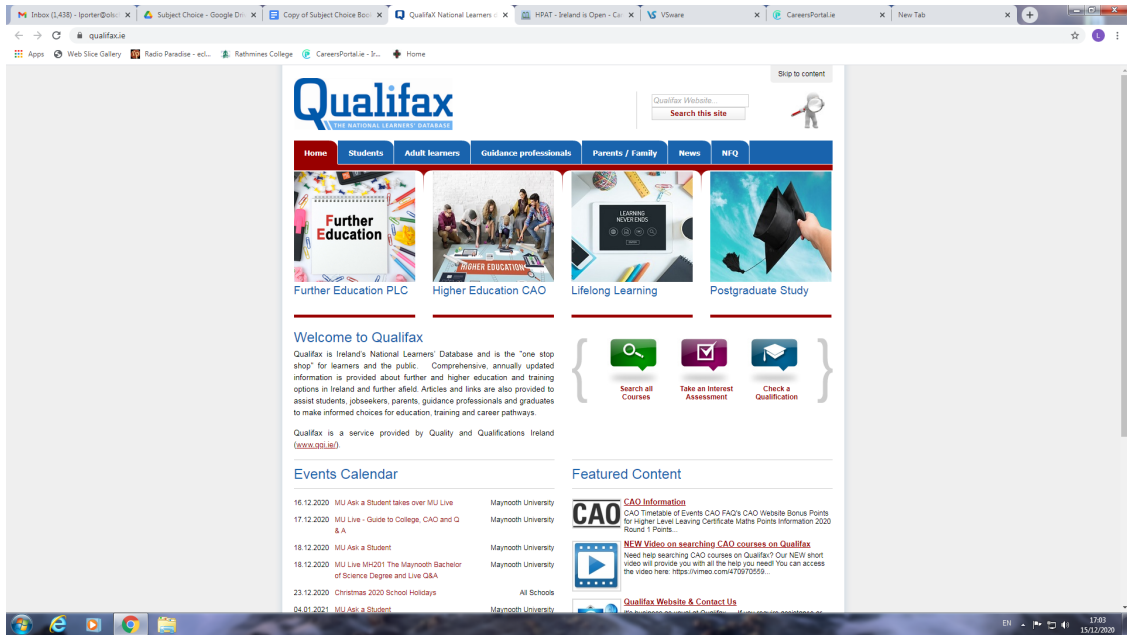 Inbox (1,438) - lporter@olsc
Subject Choice - Google Dri
Copy of Subject Choice Boo
QualifaX National Learners
HPAT - Ireland is Open - Ca
VSware
CareersPortal.ie
New Tab
qualifax.ie
Apps
Web Slice Gallery
Radio Paradise - ecl...
Rathmines College
CareersPortal.ie - Ir...
Home
Skip to content
Qualifax
THE NATIONAL LEARNERS' DATABASE
Qualifax Website...
Search this site
Home Students Adult learners Guidance professionals Parents / Family News NFQ
Further
Education
HIGHER EDUCATION
LEARNING
NEVER ENDS
Further Education PLC
Higher Education CAO
Lifelong Learning
Postgraduate Study
Welcome to Qualifax
Qualifax is Ireland's National Learners' Database and is the "one stop
shop" for learners and the public. Comprehensive, annually updated
information is provided about further and higher education and training
options in Ireland and further afield. Articles and links are also provided to
assist students, jobseekers, parents, guidance professionals and graduates
to make informed choices for education, training and career pathways.
Qualifax is a service provided by Quality and Qualifications Ireland
(www.qqi.ie/).
Search all
Courses
Take an Interest
Assessment
Check a
Qualification
Events Calendar
16.12.2020 MU Ask a Student takes over MU Live Maynooth University
17.12.2020 MU Live - Guide to College, CAO and Q Maynooth University
& A
18.12.2020 MU Ask a Student Maynooth University
18.12.2020 MU Live MH201 The Maynooth Bachelor Maynooth University
of Science Degree and Live Q&A
23.12.2020 Christmas 2020 School Holidays All Schools
04.01.2021 MU Ask a Student Maynooth University
Featured Content
CAO
CAO Information
CAO Timetable of Events CAO FAQ's CAO Website Bonus Points
for Higher Level Leaving Certificate Maths Points Information 2020
Round 1 Points...
NEW Video on searching CAO courses on Qualifax
Need help searching CAO courses on Qualifax? Our NEW short
video will provide you with all the help you need! You can access
the video here: https://vimeo.com/470970559...
Qualifax Website & Contact Us
EN
17:03
15/12/2020